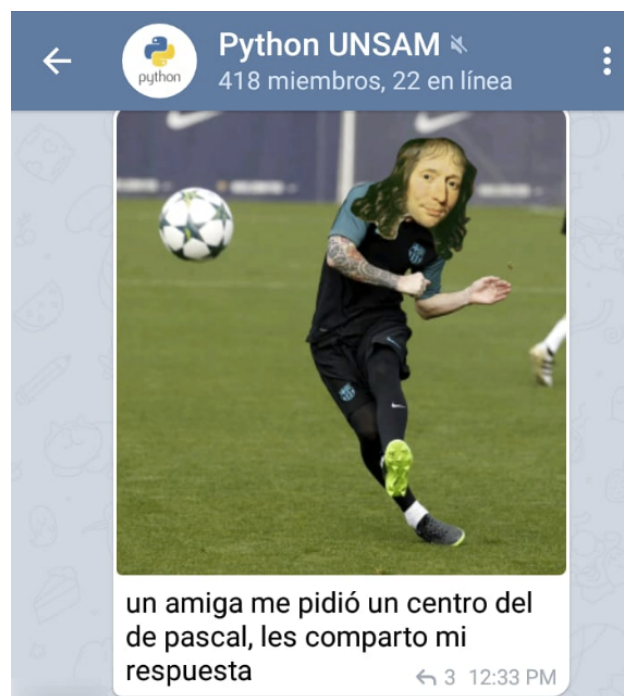 Python UNSAM
python
418 miembros, 22 en línea
un amiga me pidió un centro del
de pascal, les comparto mi
respuesta
3 12:33 PM